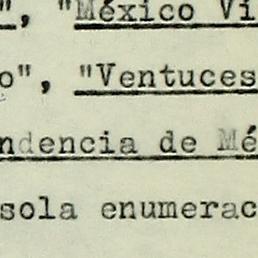 ", "México Vi
o", "Ventuces
ndencia de Mé
sola enumerac